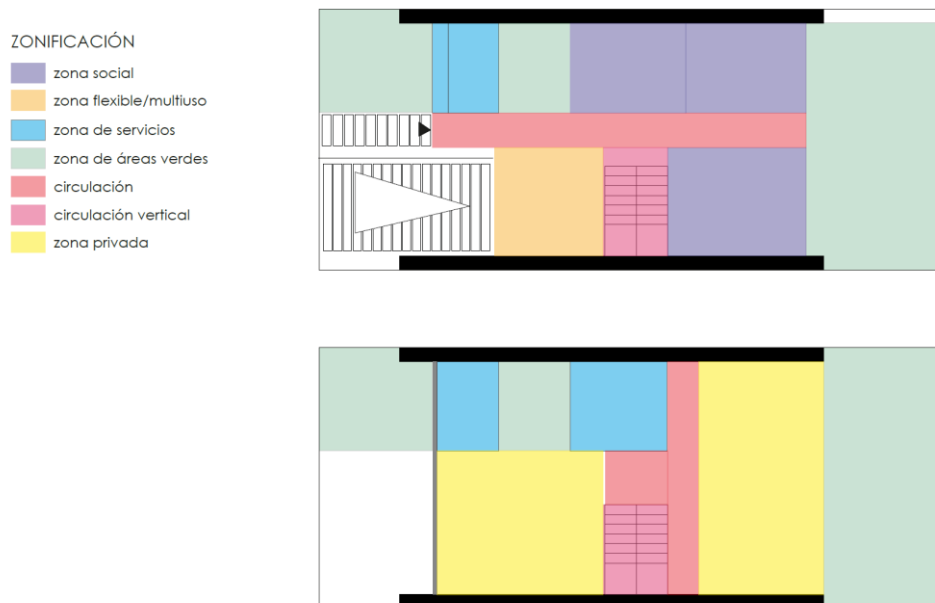 ZONIFICACIÓN
zona social
zona flexible/multiuso
zona de servicios
zona de áreas verdes
circulación
circulación vertical
zona privada